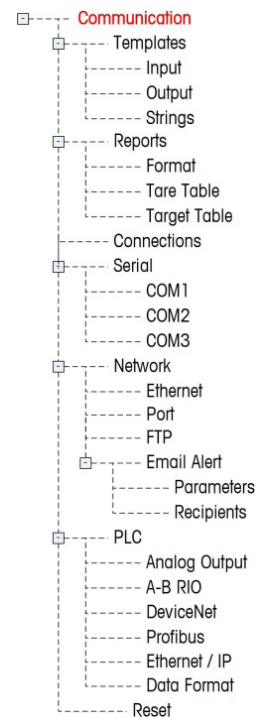 Communication
Templates
Input
Output
Strings
Reports
Format
Tare Table
Target Table
Connections
Serial
COM1
COM2
COM3
Network
Ethernet
Port
FTP
Email Alert
Parameters
Recipients
PLC
Analog Output
A-B RIO
DeviceNet
Profibus
Ethernet / IP
Data Format
Reset